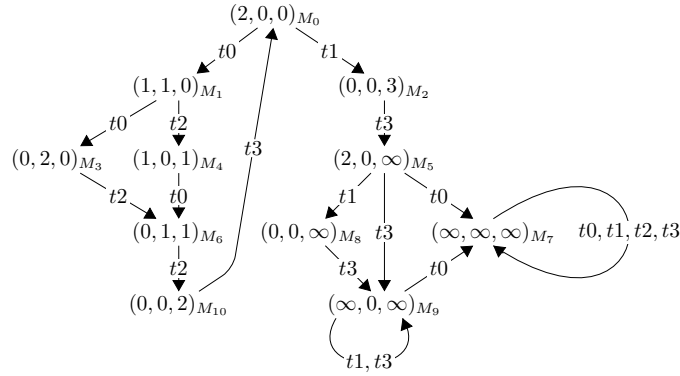 (2, 0, 0)M0
t0
t1
(1, 1, 0)M1
(0, 0, 3)M2
t0
t2
t3
t3
(0, 2, 0)M3
(1, 0, 1)M4
(2, 0, ∞)M5
t2
t0
t1
t3
t0
(0, 1, 1)M6
(0, 0, ∞)M8
(∞, ∞, ∞)M7
t0, t1, t2, t3
t2
t3
t0
(0, 0, 2)M10
(∞, 0, ∞)M9
t1, t3